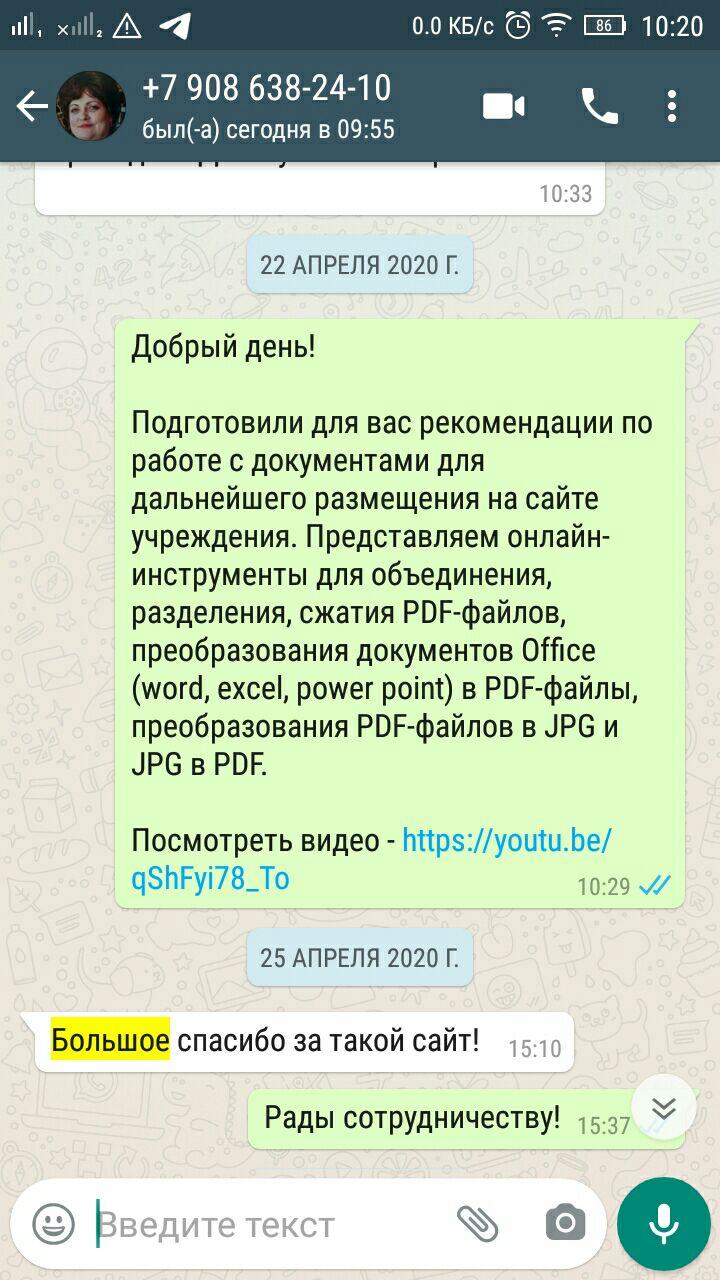 0.0 КБ/с 86 10:20
+7 908 638-24-10
был(-а) сегодня в 09:55
10:33
22 АПРЕЛЯ 2020 Г.
Добрый день!
Подготовили для вас рекомендации по
работе с документами для
дальнейшего размещения на сайте
учреждения. Представляем онлайн-
инструменты для объединения,
разделения, сжатия PDF-файлов,
преобразования документов Office
(word, excel, power point) в PDF-файлы,
преобразования PDF-файлов в JPG и
JPG в PDF.
Посмотреть видео - https://youtu.be/
qShFyi78_To
10:29
25 АПРЕЛЯ 2020 Г.
Большое спасибо за такой сайт! 15:10
Рады сотрудничеству! 15:37
Введите текст